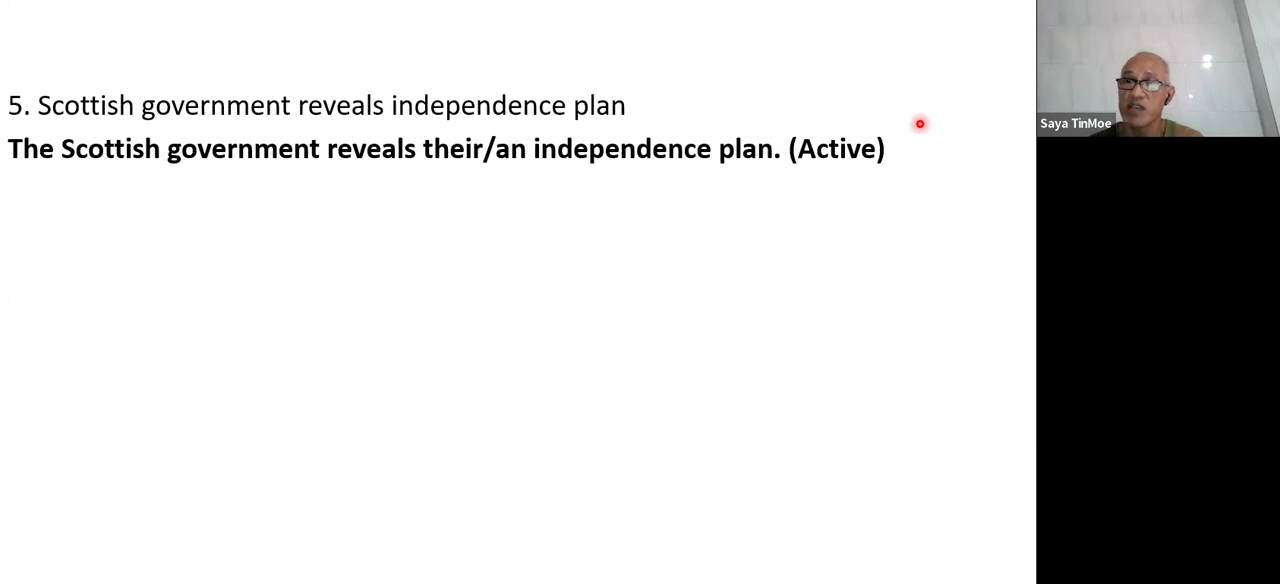 5. Scottish government reveals independence plan
The Scottish government reveals their/an independence plan. (Active)
Saya TinMoe